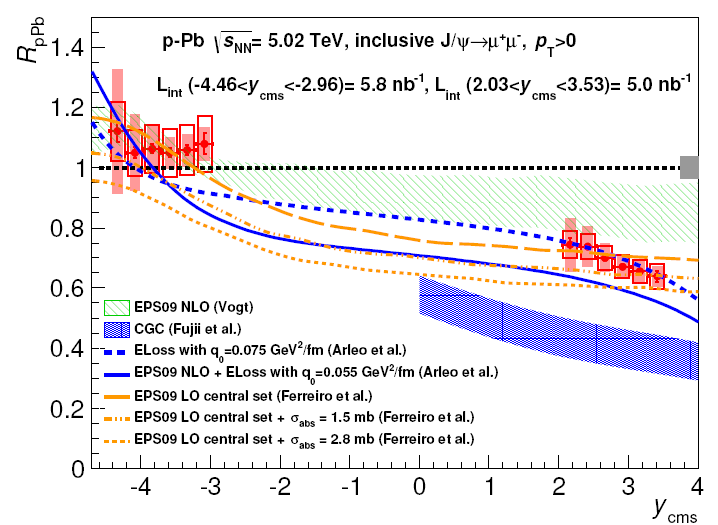 R_pPb
1.4
1.2
1
0.8
0.6
0.4
0.2
0
p-Pb √s_NN= 5.02 TeV, inclusive J/ψ→μ⁺μ⁻, p_T>0
L_int (-4.46<y_cms<-2.96)= 5.8 nb⁻¹, L_int (2.03<y_cms<3.53)= 5.0 nb⁻¹
EPS09 NLO (Vogt)
CGC (Fujii et al.)
ELoss with q₀=0.075 GeV²/fm (Arleo et al.)
EPS09 NLO + ELoss with q₀=0.055 GeV²/fm (Arleo et al.)
EPS09 LO central set (Ferreiro et al.)
EPS09 LO central set + σ_abs = 1.5 mb (Ferreiro et al.)
EPS09 LO central set + σ_abs = 2.8 mb (Ferreiro et al.)
-4 -3 -2 -1 0 1 2 3 4
y_cms